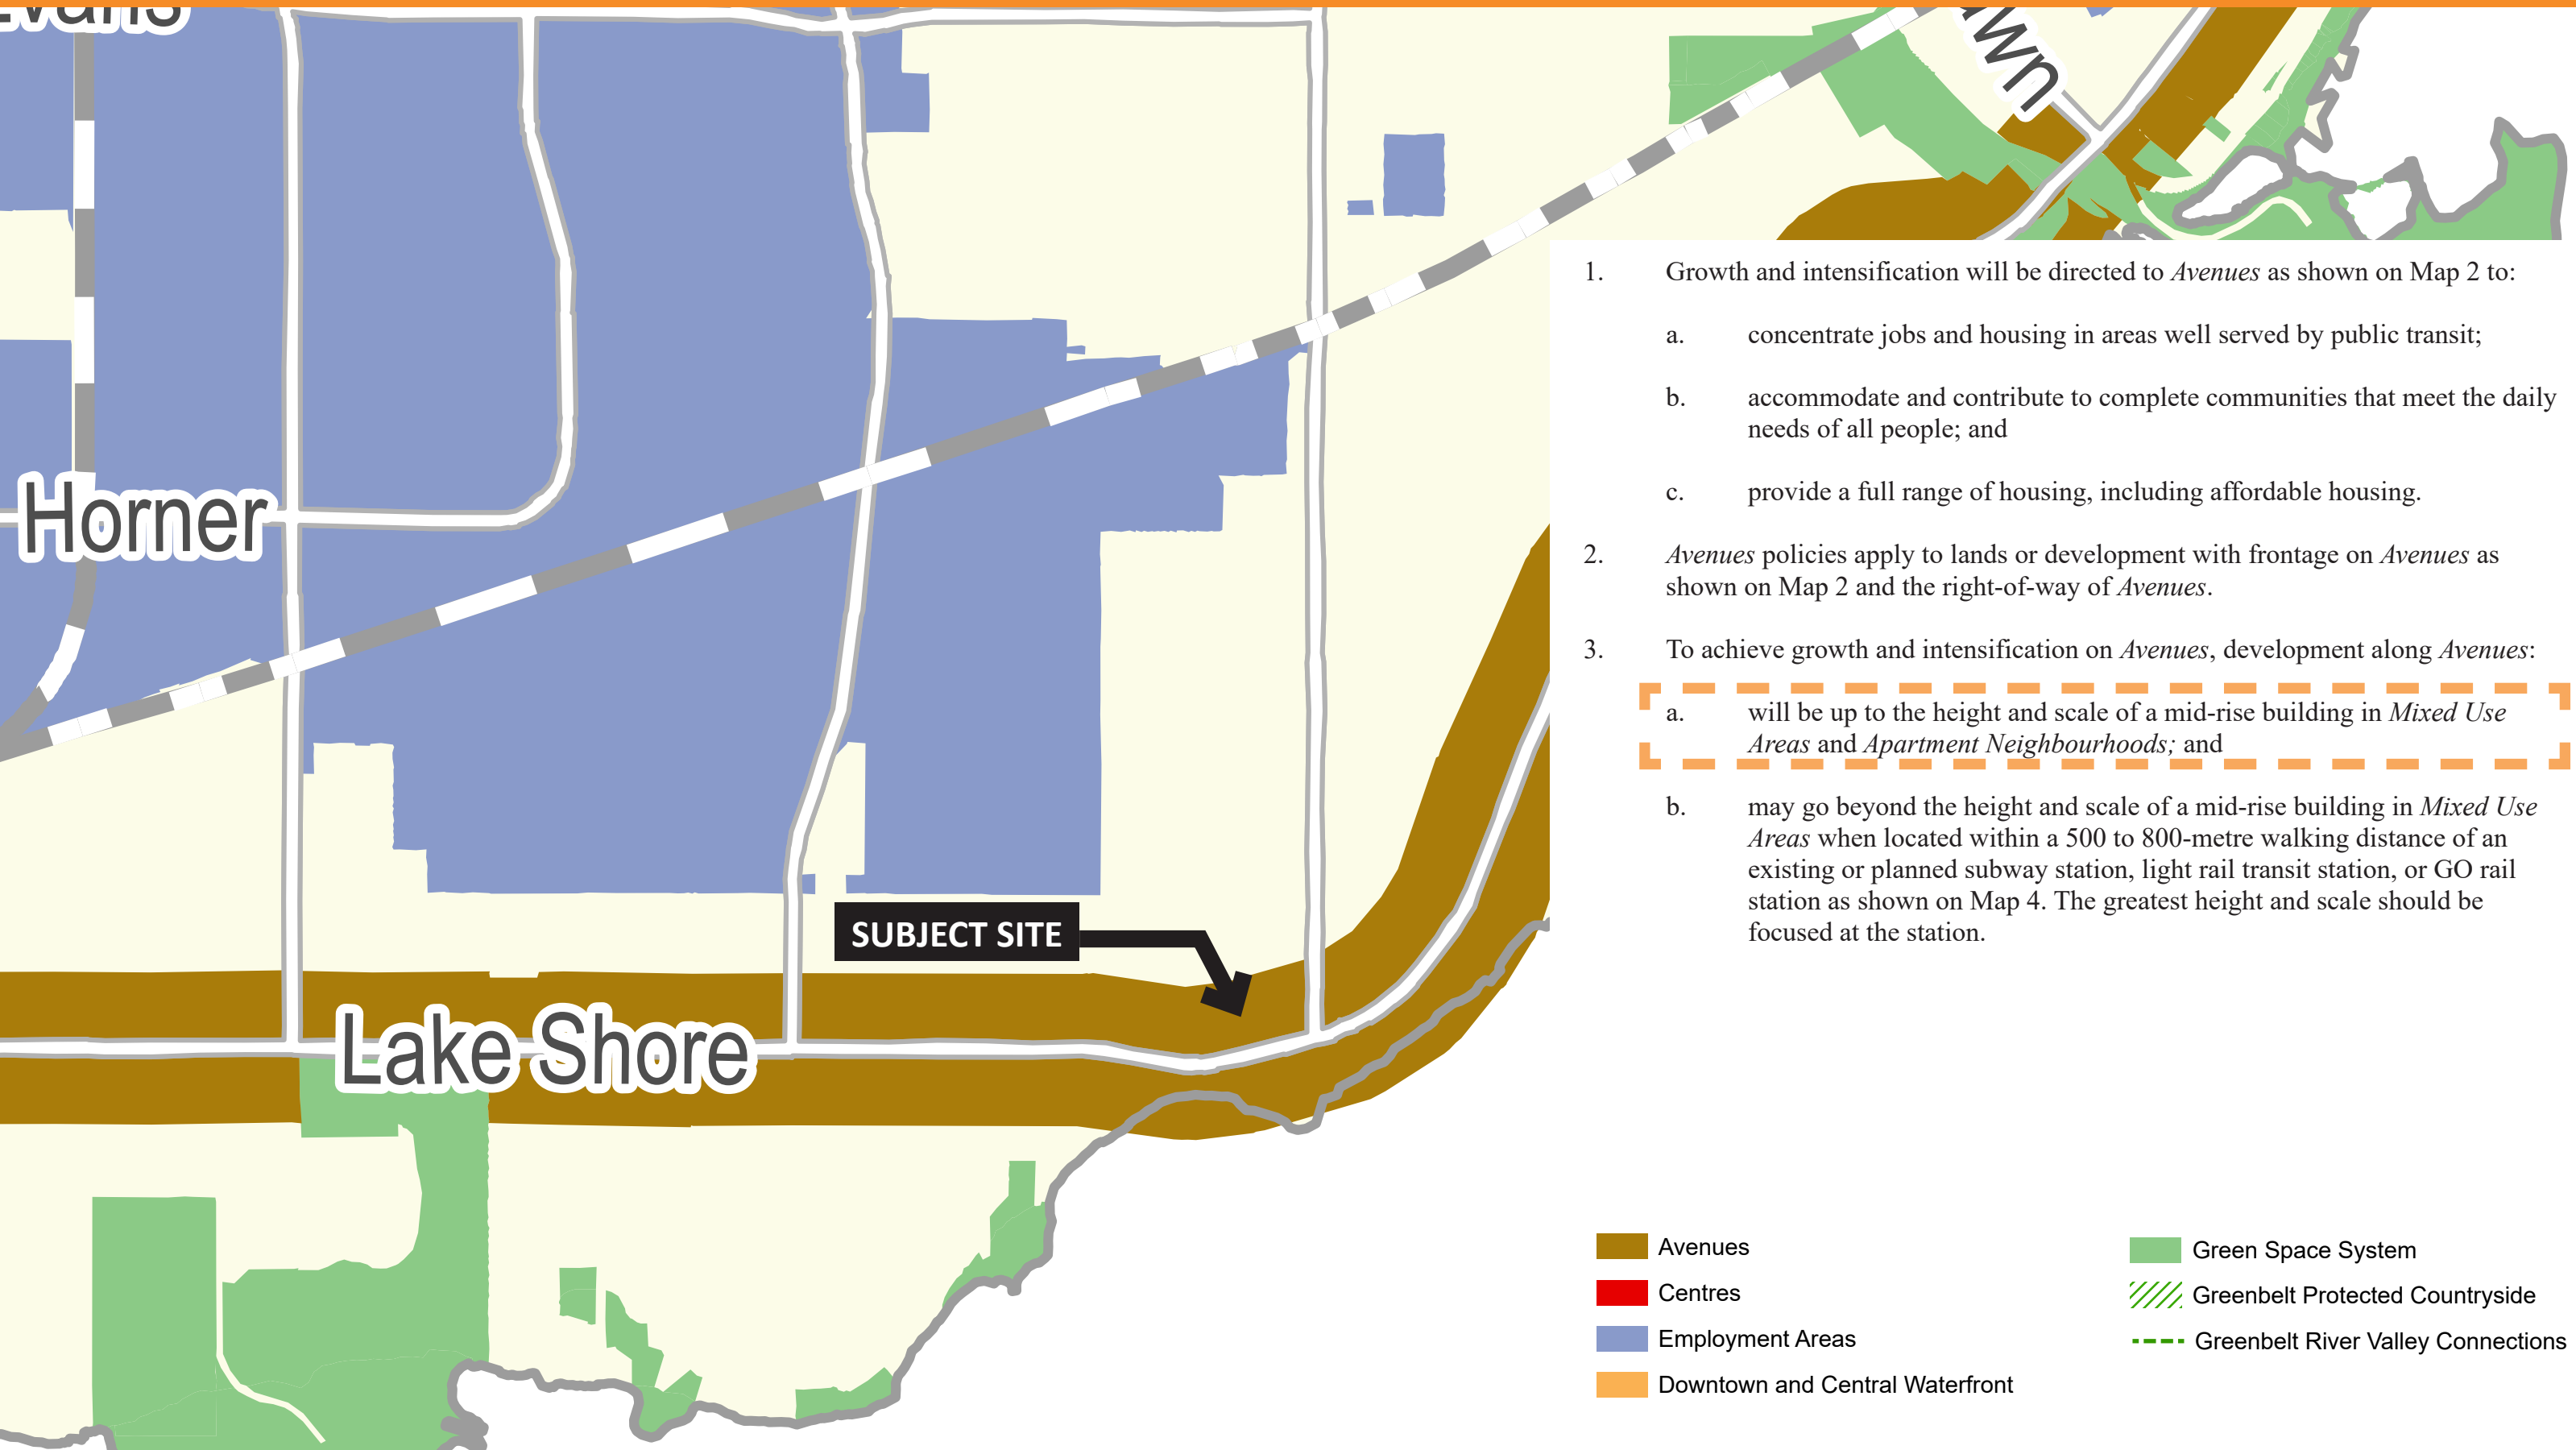 Horner
SUBJECT SITE
Lake Shore
1. Growth and intensification will be directed to Avenues as shown on Map 2 to:
a. concentrate jobs and housing in areas well served by public transit;
b. accommodate and contribute to complete communities that meet the daily
needs of all people; and
c. provide a full range of housing, including affordable housing.
2. Avenues policies apply to lands or development with frontage on Avenues as
shown on Map 2 and the right-of-way of Avenues.
3. To achieve growth and intensification on Avenues, development along Avenues:
a. will be up to the height and scale of a mid-rise building in Mixed Use
Areas and Apartment Neighbourhoods; and
b. may go beyond the height and scale of a mid-rise building in Mixed Use
Areas when located within a 500 to 800-metre walking distance of an
existing or planned subway station, light rail transit station, or GO rail
station as shown on Map 4. The greatest height and scale should be
focused at the station.
Avenues
Centres
Employment Areas
Downtown and Central Waterfront
Green Space System
Greenbelt Protected Countryside
Greenbelt River Valley Connections